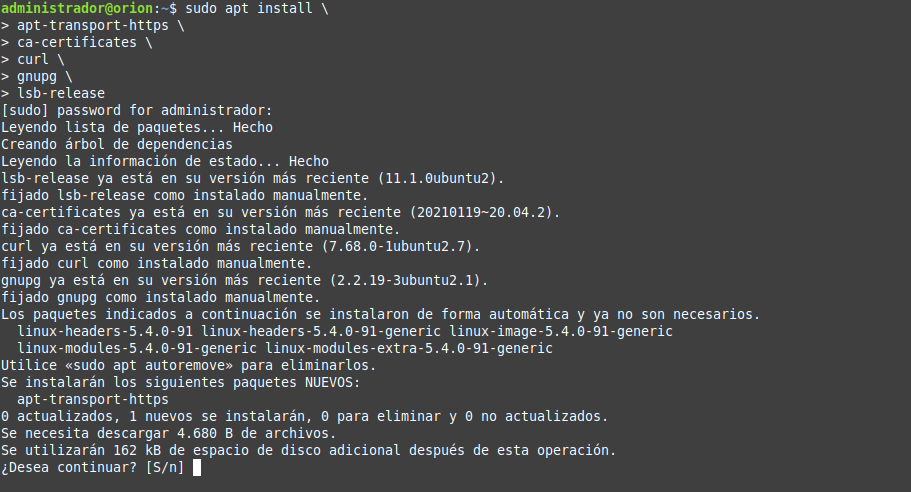 administrador@orion:~$ sudo apt install \
> apt-transport-https \
> ca-certificates \
> curl \
> gnupg \
> lsb-release
[sudo] password for administrador:
Leyendo lista de paquetes... Hecho
Creando árbol de dependencias
Leyendo la información de estado... Hecho
lsb-release ya está en su versión más reciente (11.1.0ubuntu2).
fijado lsb-release como instalado manualmente.
ca-certificates ya está en su versión más reciente (20210119~20.04.2).
fijado ca-certificates como instalado manualmente.
curl ya está en su versión más reciente (7.68.0-1ubuntu2.7).
fijado curl como instalado manualmente.
gnupg ya está en su versión más reciente (2.2.19-3ubuntu2.1).
fijado gnupg como instalado manualmente.
Los paquetes indicados a continuación se instalaron de forma automática y ya no son necesarios.
  linux-headers-5.4.0-91 linux-headers-5.4.0-91-generic linux-image-5.4.0-91-generic
  linux-modules-5.4.0-91-generic linux-modules-extra-5.4.0-91-generic
Utilice «sudo apt autoremove» para eliminarlos.
Se instalarán los siguientes paquetes NUEVOS:
  apt-transport-https
0 actualizados, 1 nuevos se instalarán, 0 para eliminar y 0 no actualizados.
Se necesita descargar 4.680 B de archivos.
Se utilizarán 162 kB de espacio de disco adicional después de esta operación.
¿Desea continuar? [S/n]